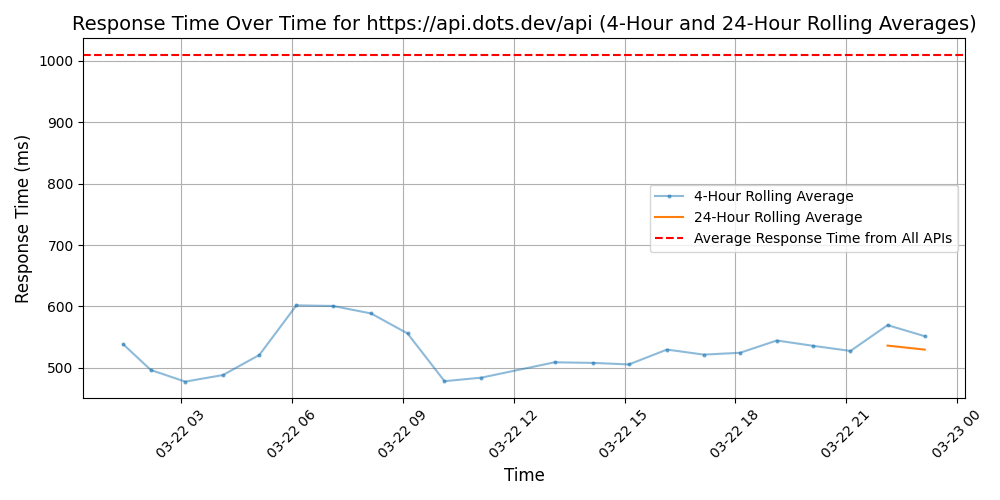 Response Time Over Time for https://api.dots.dev/api (4-Hour and 24-Hour Rolling Averages)
Response Time (ms)
1000
900
800
700
600
500
4-Hour Rolling Average
24-Hour Rolling Average
Average Response Time from All APIs
03-22 03
03-22 06
03-22 09
03-22 12
03-22 15
03-22 18
03-22 21
03-23 00
Time